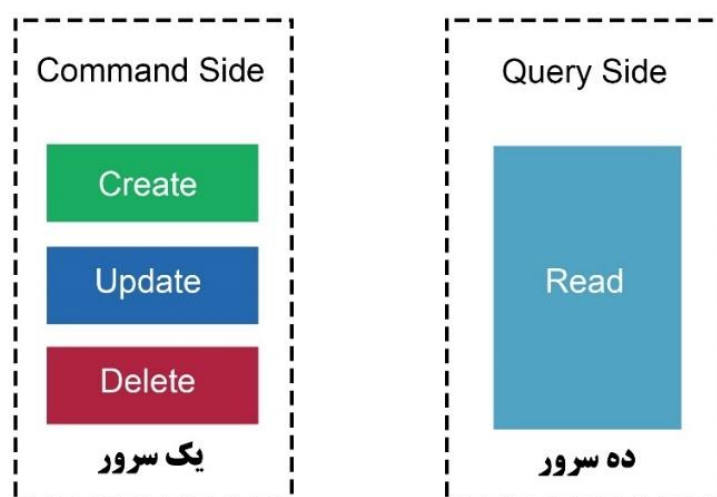 Command Side
Create
Update
Delete
یک سرور
Query Side
Read
ده سرور